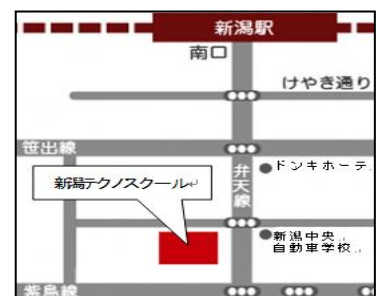 新潟駅
南口
けやき通り
笹出線
新潟テクノスクール↵
弁天線
●ドンキホーテ.
●新潟中央.
自動車学校.
紫鳥線